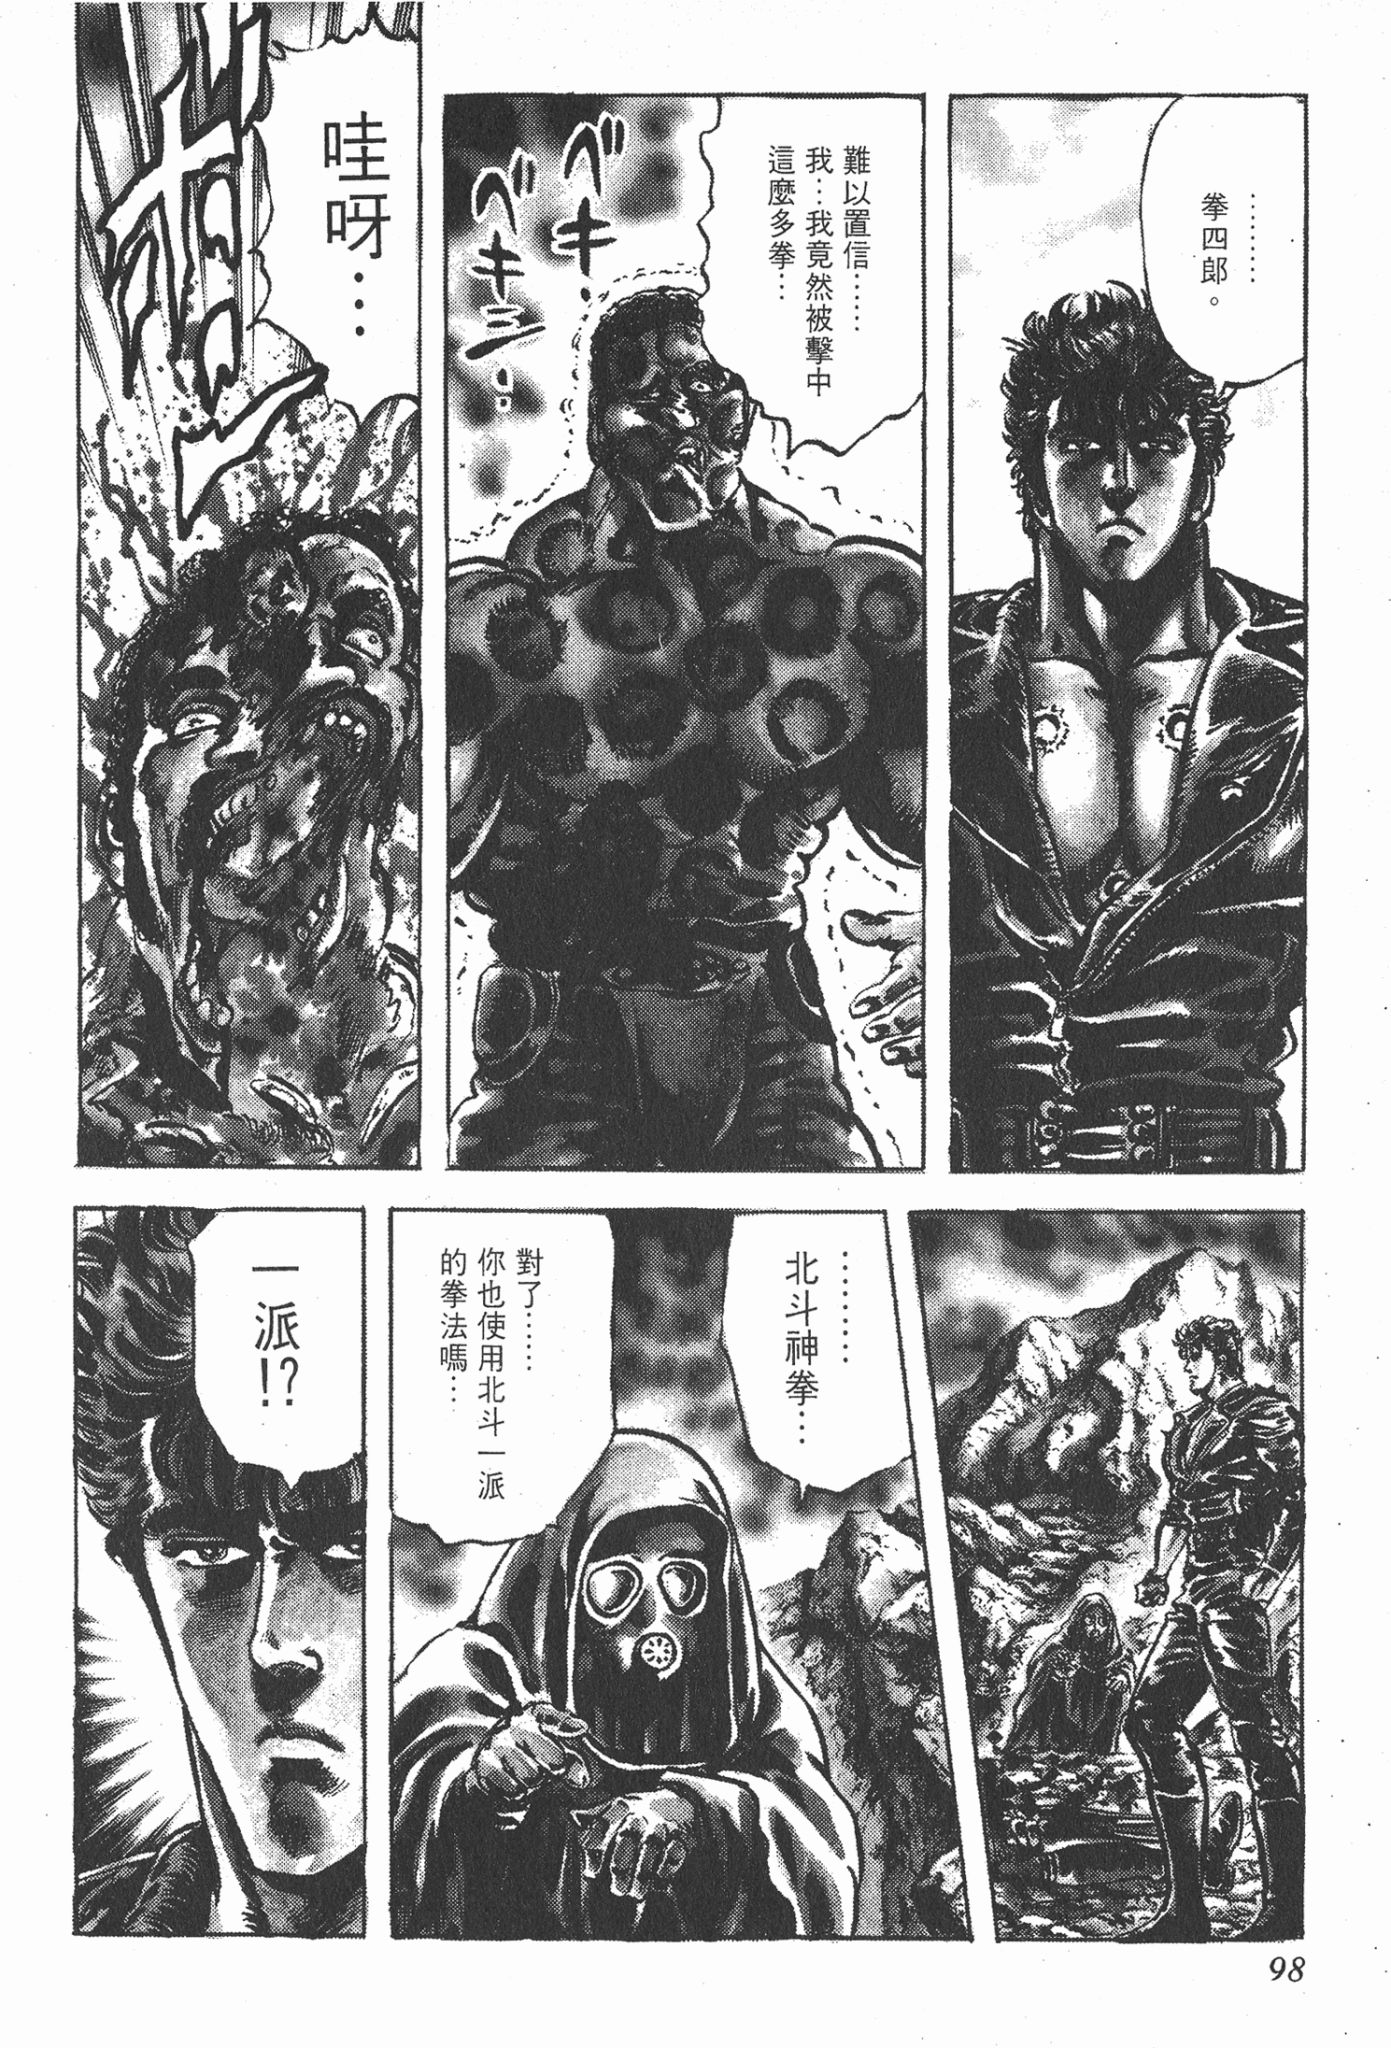 ………
拳四郎。
難以置信……
我…我竟然被擊中
這麼多拳…
ベキ
ベキ
哇呀…
………
北斗神拳…
對了……
你也使用北斗一派
的拳法嗎…
一派!?
98